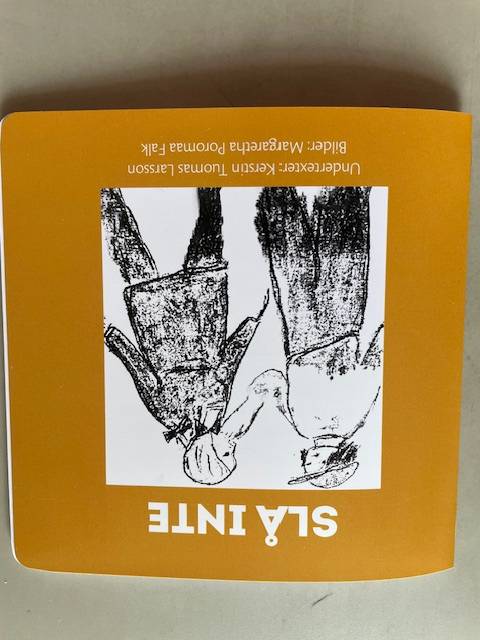 SLÅ INTE
Undertexter: Kerstin Tuomas Larsson
Bilder: Margaretha Poromaa Falk